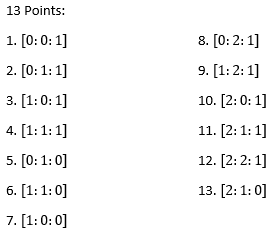 13 Points:
1. [0: 0: 1]
2. [0: 1: 1]
3. [1: 0: 1]
4. [1: 1: 1]
5. [0: 1: 0]
6. [1: 1: 0]
7. [1: 0: 0]
8. [0: 2: 1]
9. [1: 2: 1]
10. [2: 0: 1]
11. [2: 1: 1]
12. [2: 2: 1]
13. [2: 1: 0]